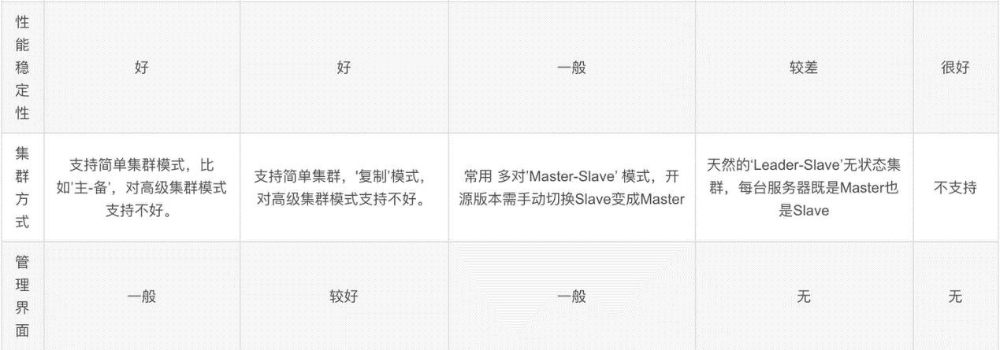 性能稳定性
好
好
一般
较差
很好
集群方式
支持简单集群模式，比
如’主-备’，对高级集群模式
支持不好。
支持简单集群，'复制’模式，
对高级集群模式支持不好。
常用 多对’Master-Slave’ 模式，开
源版本需手动切换Slave变成Master
天然的‘Leader-Slave’无状态集
群，每台服务器既是Master也
是Slave
不支持
管理界面
一般
较好
一般
无
无